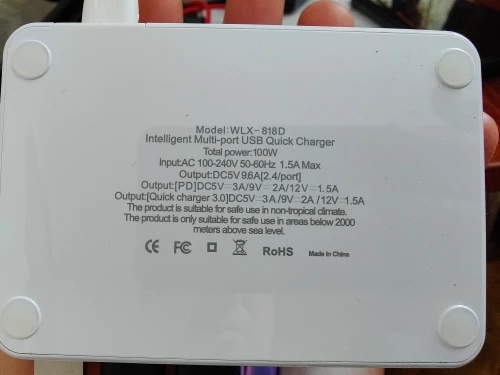 Model:WLX-818D
Intelligent Multi-port USB Quick Charger
Total power:100W
Input:AC 100-240V 50-60Hz 1.5A Max
Output:DC5V 9.6A[2.4/port]
Output:[PD]DC5V⎓3A/9V⎓2A/12V⎓1.5A
Output:[Quick charger 3.0]DC5V⎓3A/9V⎓2A/12V⎓1.5A
The product is suitable for safe use in non-tropical climate.
The product is only suitable for safe use in areas below 2000
meters above sea level.
CE FC RoHS Made in China